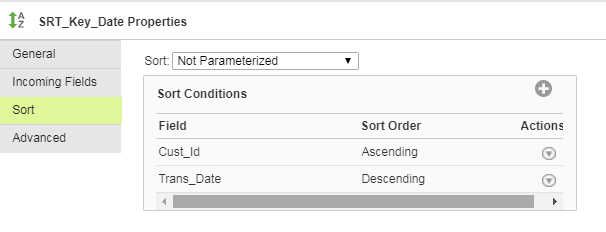 SRT_Key_Date Properties
General
Incoming Fields
Sort
Advanced
Sort: Not Parameterized
Sort Conditions
Field Sort Order Actions
Cust_Id Ascending
Trans_Date Descending